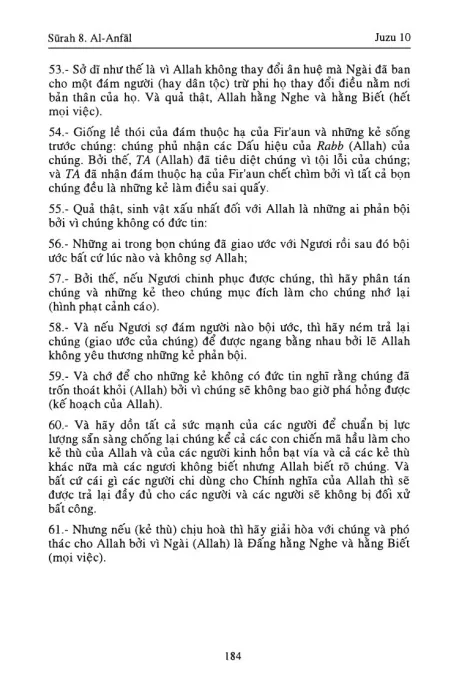 Sūrah 8. Al-Anfāl
Juzu 10
53.- Sở dĩ như thế là vì Allah không thay đổi ân huệ mà Ngài đã ban
cho một đám người (hay dân tộc) trừ phi họ thay đổi điều nằm nơi
bản thân của họ. Và quả thật, Allah hằng Nghe và hằng Biết (hết
mọi việc).
54.- Giống lề thói của đám thuộc hạ của Fir'aun và những kẻ sống
trước chúng: chúng phủ nhận các Dấu hiệu của Rabb (Allah) của
chúng. Bởi thế, TA (Allah) đã tiêu diệt chúng vì tội lỗi của chúng;
và TA đã nhận đám thuộc hạ của Fir'aun chết chìm bởi vì tất cả bọn
chúng đều là những kẻ làm điều sai quấy.
55.- Quả thật, sinh vật xấu nhất đối với Allah là những ai phản bội
bởi vì chúng không có đức tin:
56.- Những ai trong bọn chúng đã giao ước với Ngươi rồi sau đó bội
ước bất cứ lúc nào và không sợ Allah;
57.- Bởi thế, nếu Ngươi chinh phục được chúng, thì hãy phân tán
chúng và những kẻ theo chúng mục đích làm cho chúng nhớ lại
(hình phạt cảnh cáo).
58.- Và nếu Ngươi sợ đám người nào bội ước, thì hãy ném trả lại
chúng (giao ước của chúng) để được ngang bằng nhau bởi lẽ Allah
không yêu thương những kẻ phản bội.
59.- Và chớ để cho những kẻ không có đức tin nghĩ rằng chúng đã
trốn thoát khỏi (Allah) bởi vì chúng sẽ không bao giờ phá hỏng được
(kế hoạch của Allah).
60.- Và hãy dồn tất cả sức mạnh của các người để chuẩn bị lực
lượng sẵn sàng chống lại chúng kể cả các con chiến mã hầu làm cho
kẻ thù của Allah và của các người kinh hồn bạt vía và cả các kẻ thù
khác nữa mà các ngươi không biết nhưng Allah biết rõ chúng. Và
bất cứ cái gì các người chi dùng cho Chính nghĩa của Allah thì sẽ
được trả lại đầy đủ cho các người và các người sẽ không bị đối xử
bất công.
61.- Nhưng nếu (kẻ thù) chịu hoà thì hãy giải hòa với chúng và phó
thác cho Allah bởi vì Ngài (Allah) là Đấng hằng Nghe và hằng Biết
(mọi việc).
184